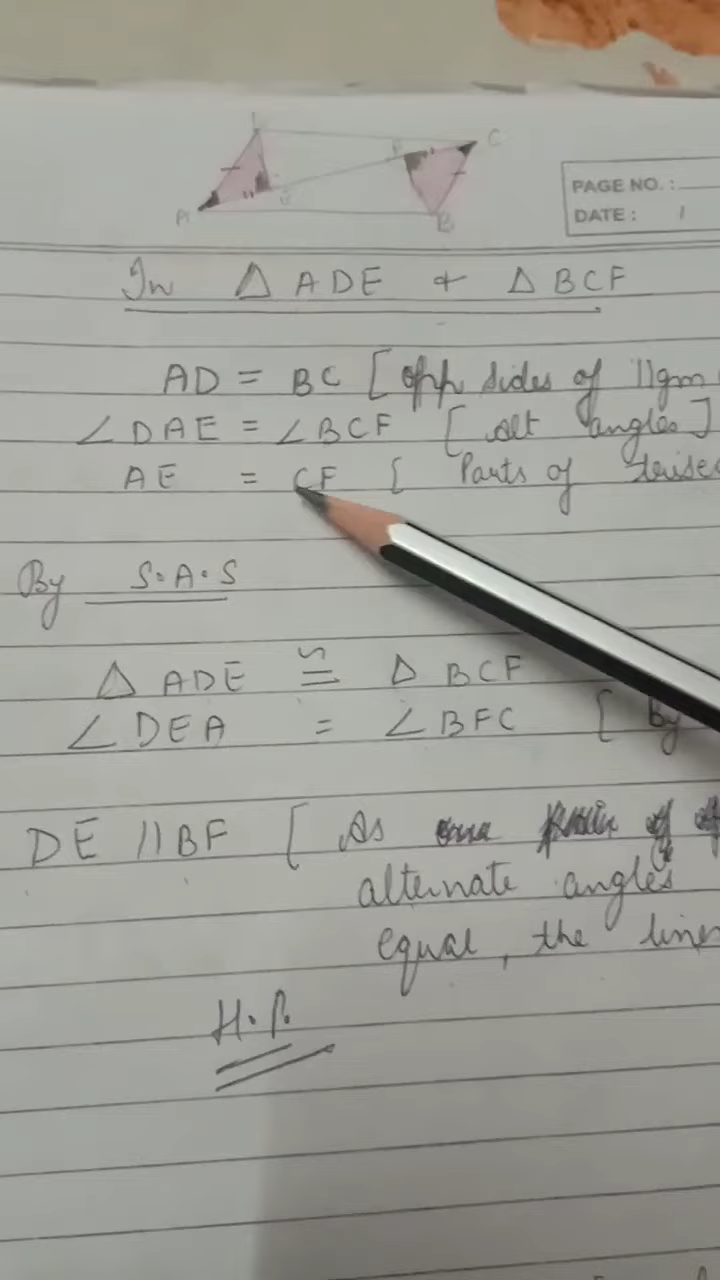 C
A
B
PAGE NO.:
DATE: /
In △ ADE + △ BCF
AD = BC [opp sides of ||gm
∠DAE = ∠BCF [alt angles]
AE = CF [ Parts of
By S.A.S
△ ADE ≅ △ BCF
∠DEA = ∠BFC [ By
DE || BF [ As
alternate angles
equal, the lines
H.P.